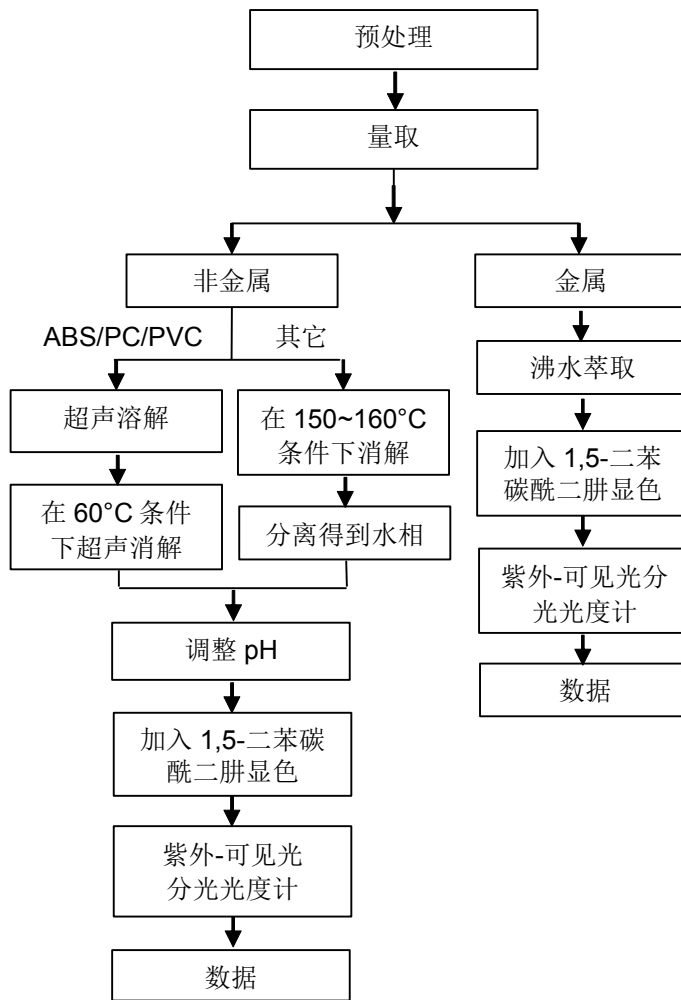 预处理
量取
非金属
金属
ABS/PC/PVC
其它
沸水萃取
超声溶解
在 150~160°C
条件下消解
加入 1,5-二苯
碳酰二肼显色
在 60°C 条件
下超声消解
分离得到水相
紫外-可见光分
光光度计
调整 pH
数据
加入 1,5-二苯碳
酰二肼显色
紫外-可见光
分光光度计
数据